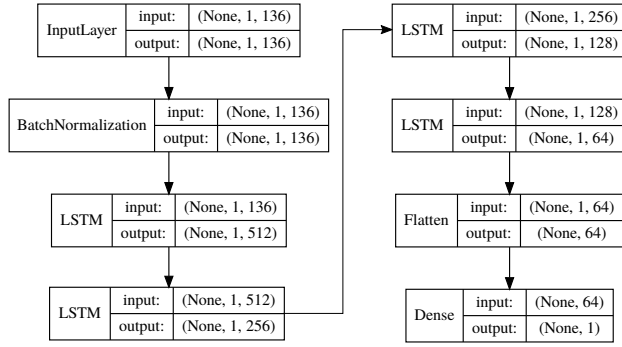 InputLayer
input: (None, 1, 136)
output: (None, 1, 136)
BatchNormalization
input: (None, 1, 136)
output: (None, 1, 136)
LSTM
input: (None, 1, 136)
output: (None, 1, 512)
LSTM
input: (None, 1, 512)
output: (None, 1, 256)
LSTM
input: (None, 1, 256)
output: (None, 1, 128)
LSTM
input: (None, 1, 128)
output: (None, 1, 64)
Flatten
input: (None, 1, 64)
output: (None, 64)
Dense
input: (None, 64)
output: (None, 1)